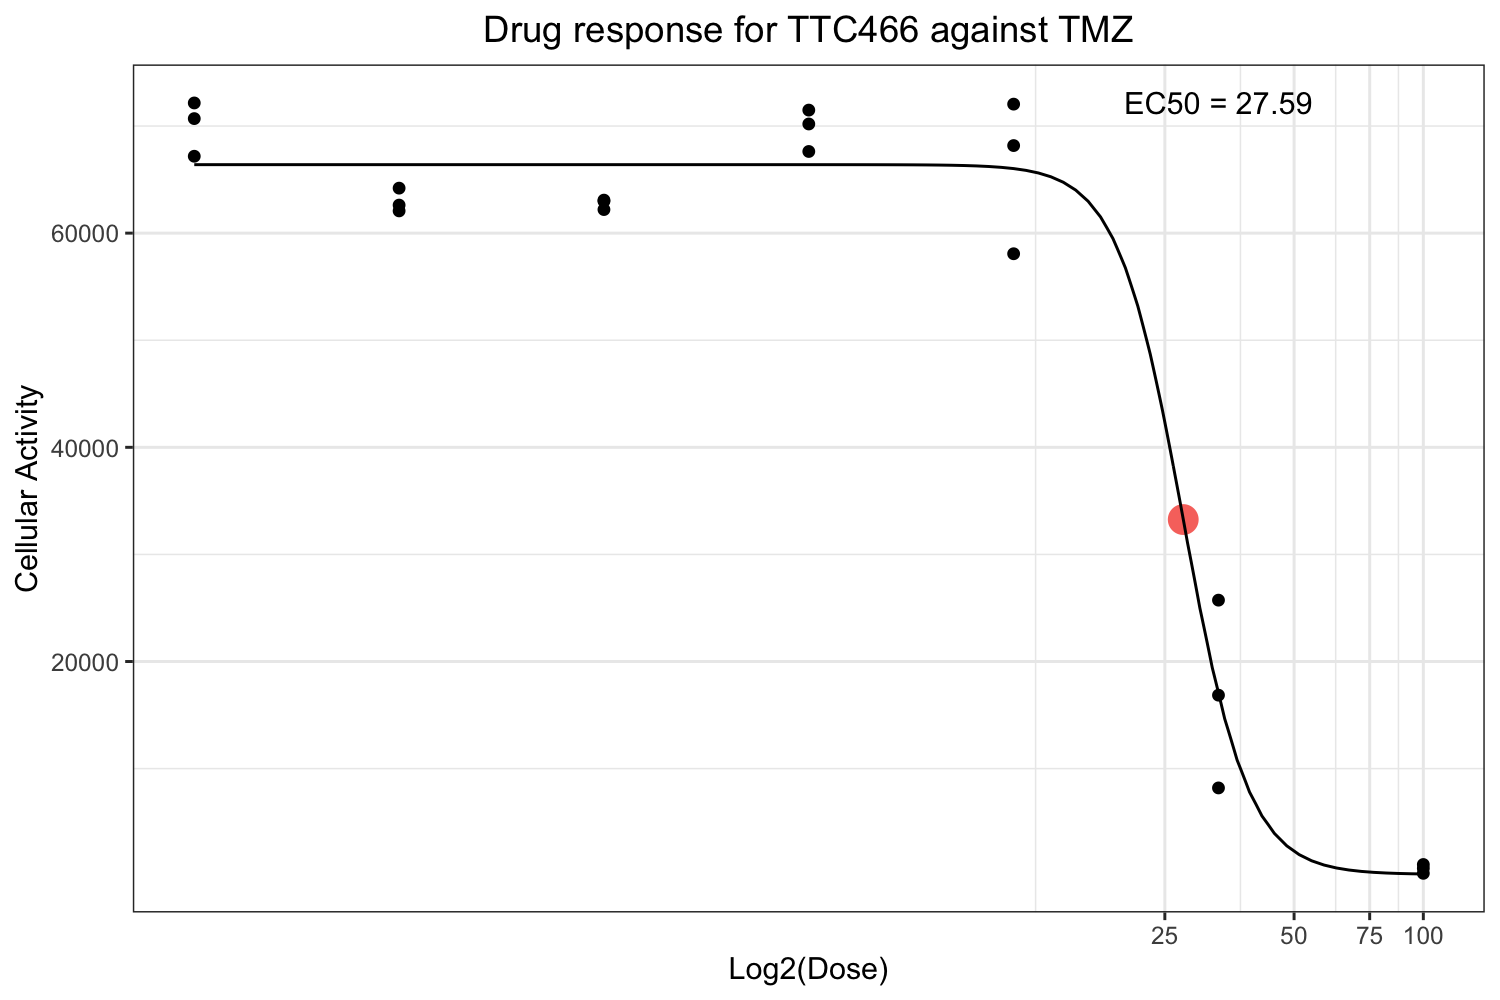 Drug response for TTC466 against TMZ
EC50 = 27.59
60000
40000
20000
Cellular Activity
25 50 75 100
Log2(Dose)